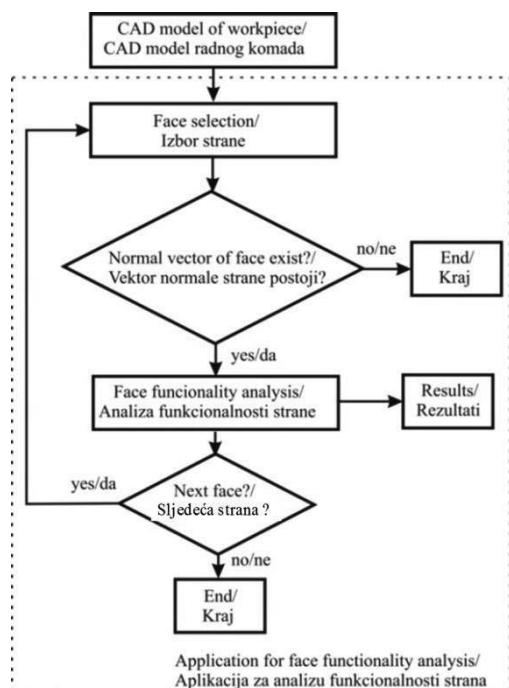 CAD model of workpiece/
CAD model radnog komada
Face selection/
Izbor strane
Normal vector of face exist?/
Vektor normale strane postoji?
no/ne
End/
Kraj
yes/da
Face funcionality analysis/
Analiza funkcionalnosti strane
Results/
Rezultati
yes/da
Next face?/
Sljedeća strana ?
no/ne
End/
Kraj
Application for face functionality analysis/
Aplikacija za analizu funkcionalnosti strana